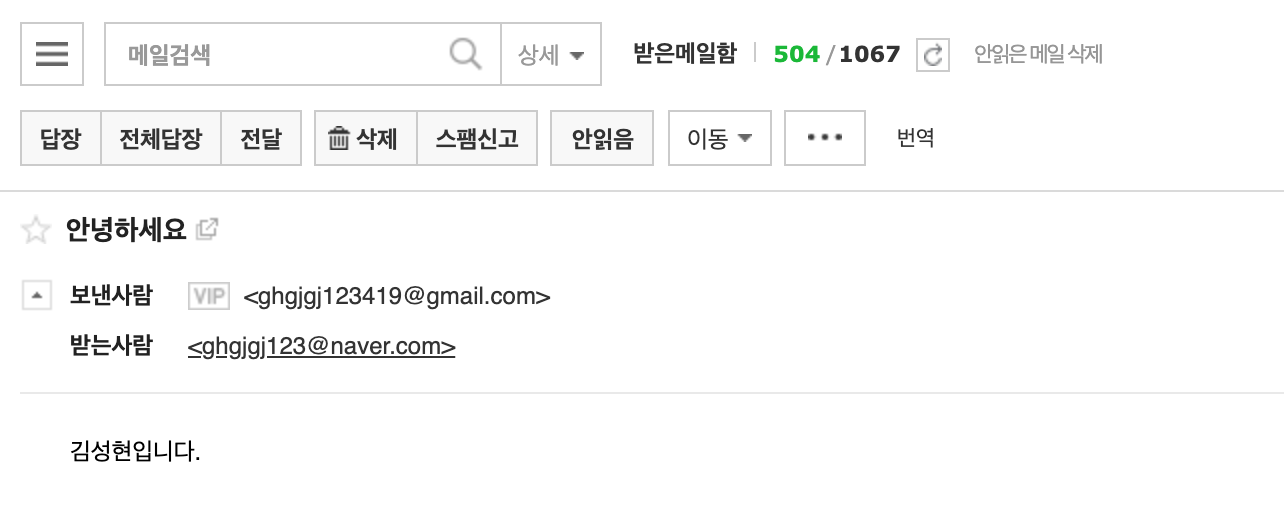 메일검색 상세 받은메일함 504 / 1067 안읽은 메일 삭제
답장 전체답장 전달 삭제 스팸신고 안읽음 이동 ••• 번역
안녕하세요
보낸사람 VIP <ghgjgj123419@gmail.com>
받는사람 <ghgjgj123@naver.com>
김성현입니다.